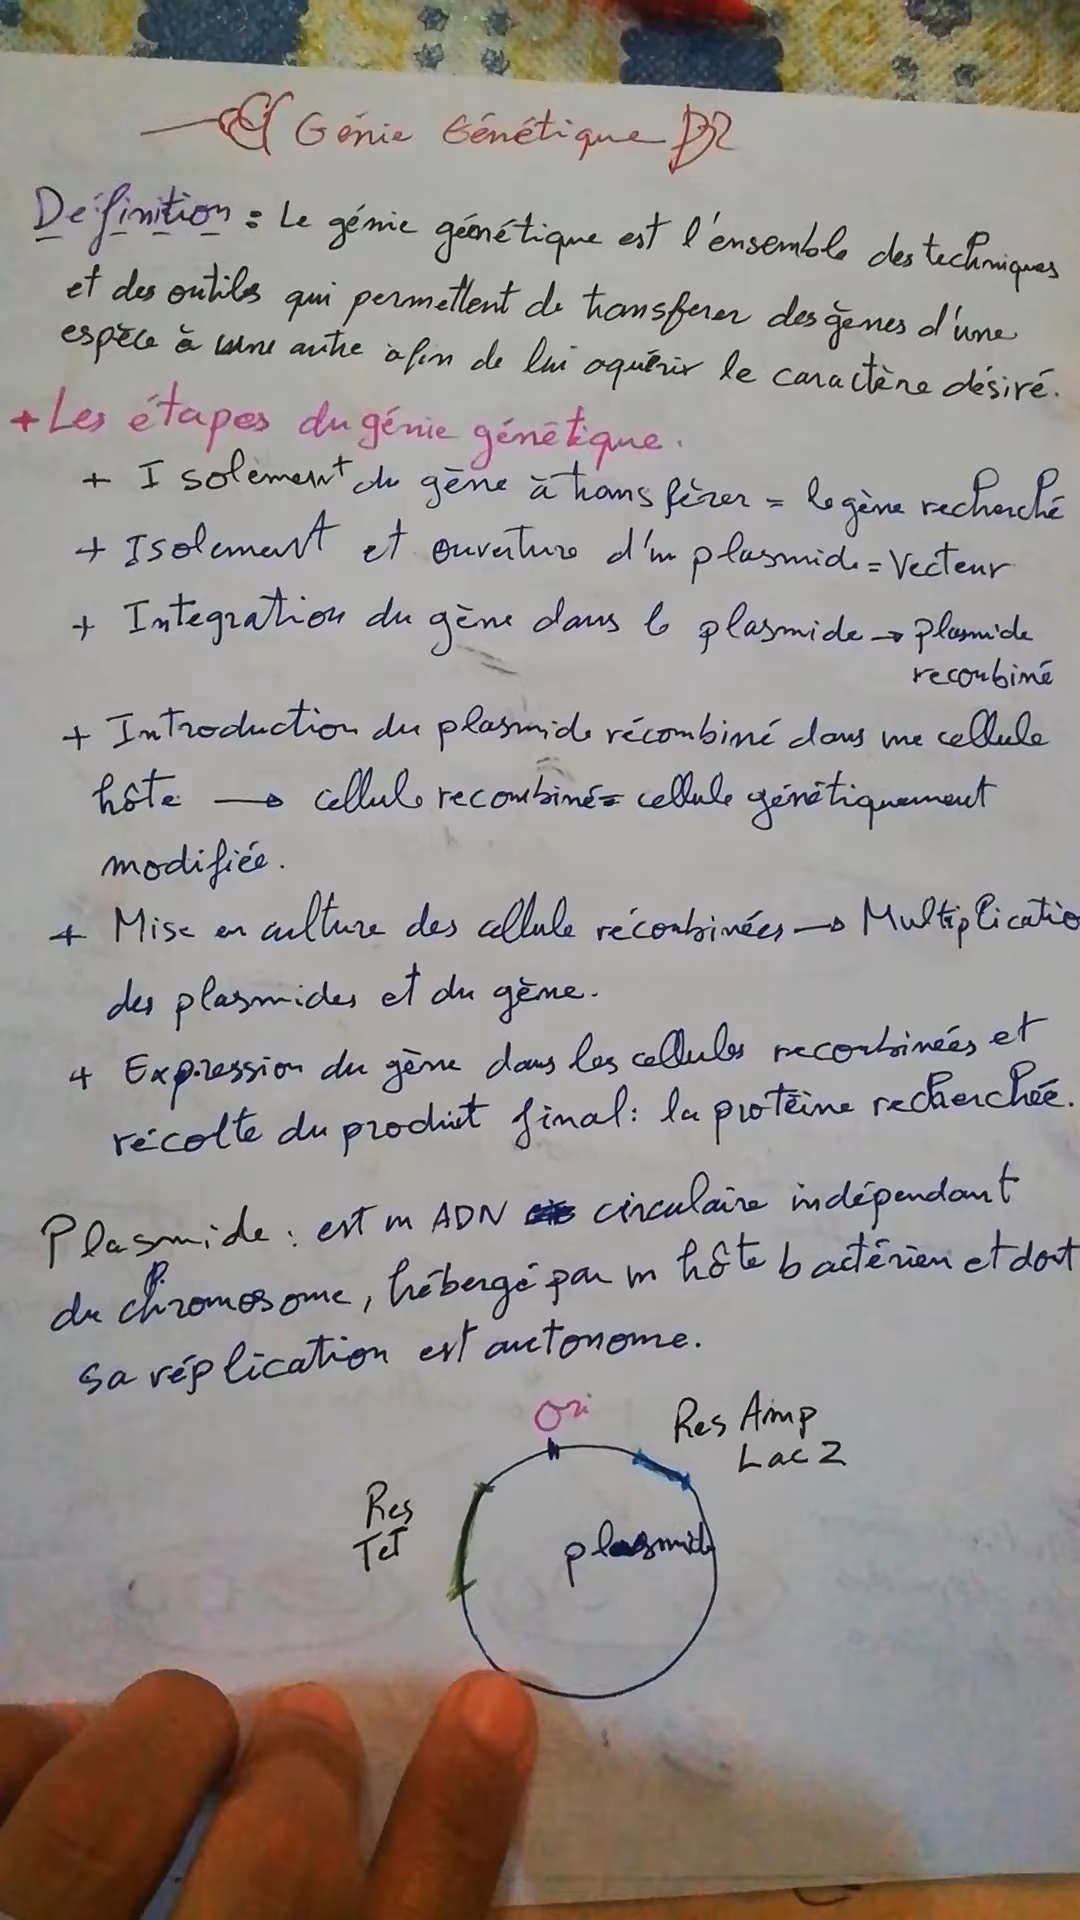 Génie Génétique
Définition : Le génie génétique est l'ensemble des techniques
et des outils qui permettent de transferer des gènes d'une
espèce à une autre afin de lui aquérir le caractère désiré.
+ Les étapes du génie génétique.
+ Isolement du gène à transférer = le gène recherché
+ Isolement et ouverture d'un plasmide = Vecteur
+ Integration du gène dans le plasmide → plasmide
recombiné
+ Introduction du plasmide récombiné dans une cellule
hôte → cellule recombiné = cellule génétiquement
modifiée.
+ Mise en culture des cellule récombinées → Multiplicatio
des plasmides et du gène.
+ Expression du gène dans les cellules recombinées et
récolte du produit final : la protéine recherchée.
Plasmide : est un ADN circulaire indépendant
du chromosome, hébergé par un hôte bactérien et dont
sa réplication est autonome.
Ori
Res Amp
Lac Z
Res
Tet
plasmide